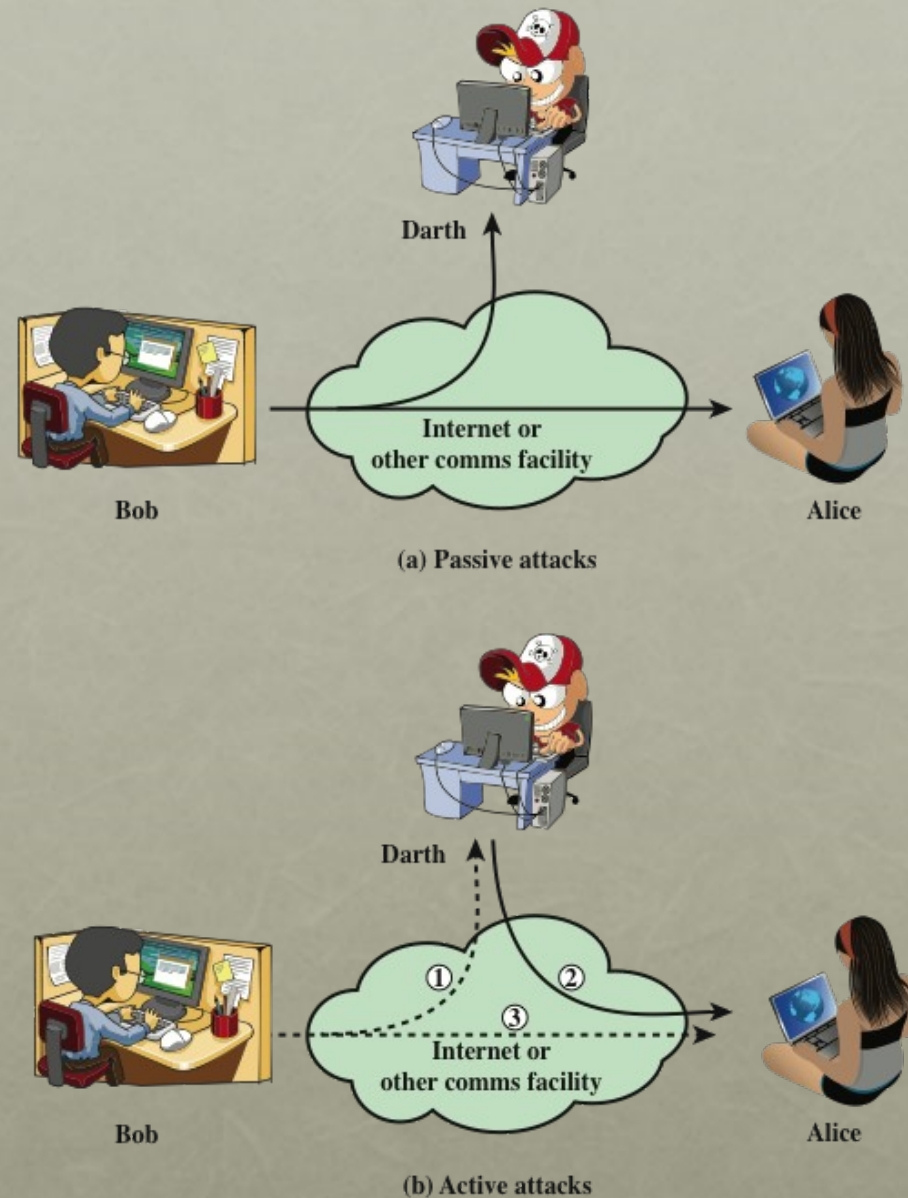 Darth
Internet or
other comms facility
Bob
Alice
(a) Passive attacks
Darth
①
②
③
Internet or
other comms facility
Bob
Alice
(b) Active attacks